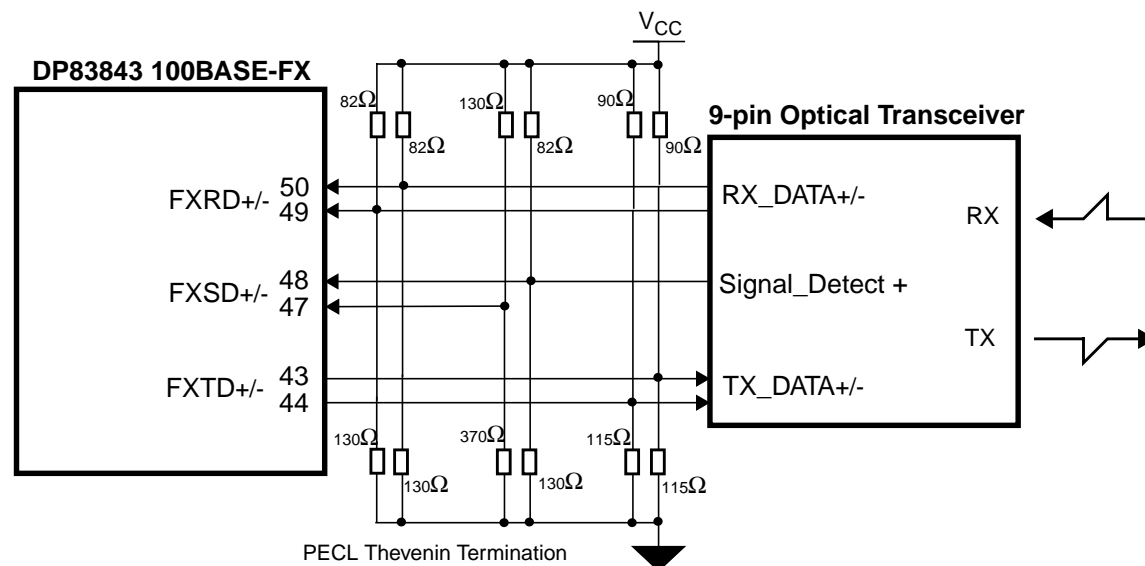 V_CC
DP83843 100BASE-FX
82Ω
130Ω
90Ω
9-pin Optical Transceiver
82Ω
82Ω
90Ω
FXRD+/-
50
49
RX_DATA+/-
RX
FXSD+/-
48
47
Signal_Detect +
TX
FXTD+/-
43
44
TX_DATA+/-
130Ω
370Ω
115Ω
130Ω
130Ω
115Ω
PECL Thevenin Termination